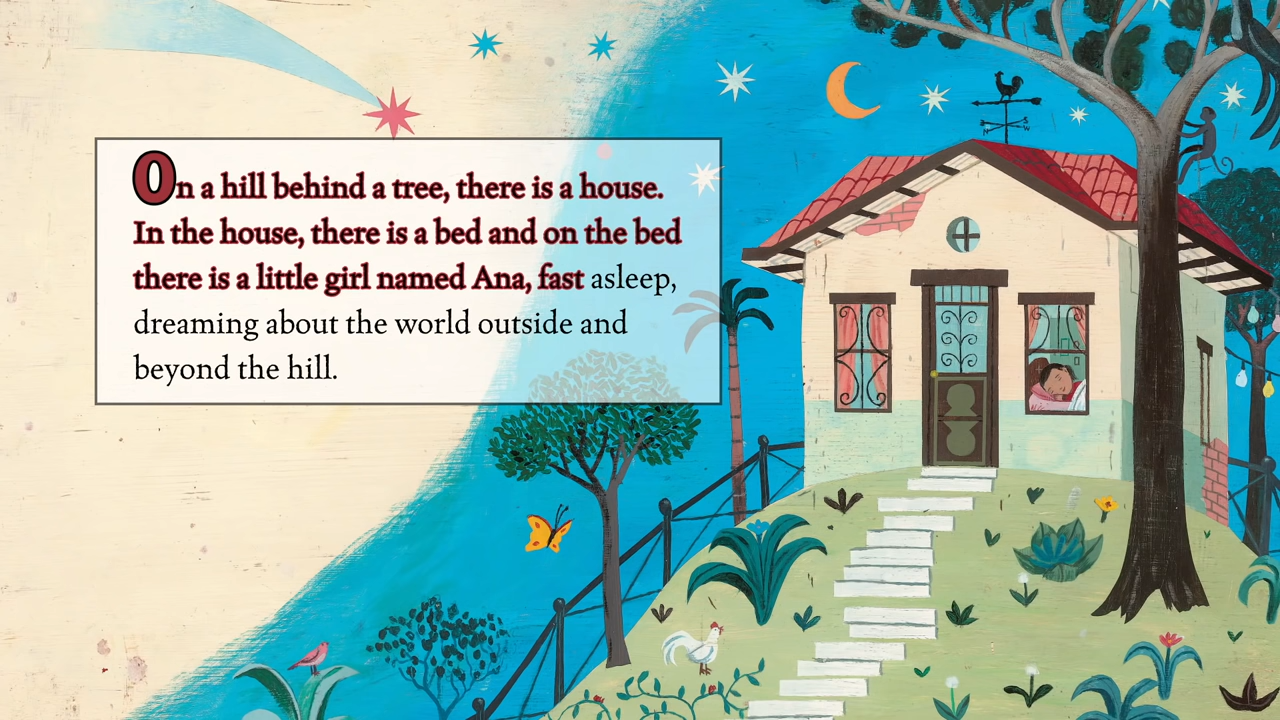 On a hill behind a tree, there is a house.
In the house, there is a bed and on the bed
there is a little girl named Ana, fast asleep,
dreaming about the world outside and
beyond the hill.